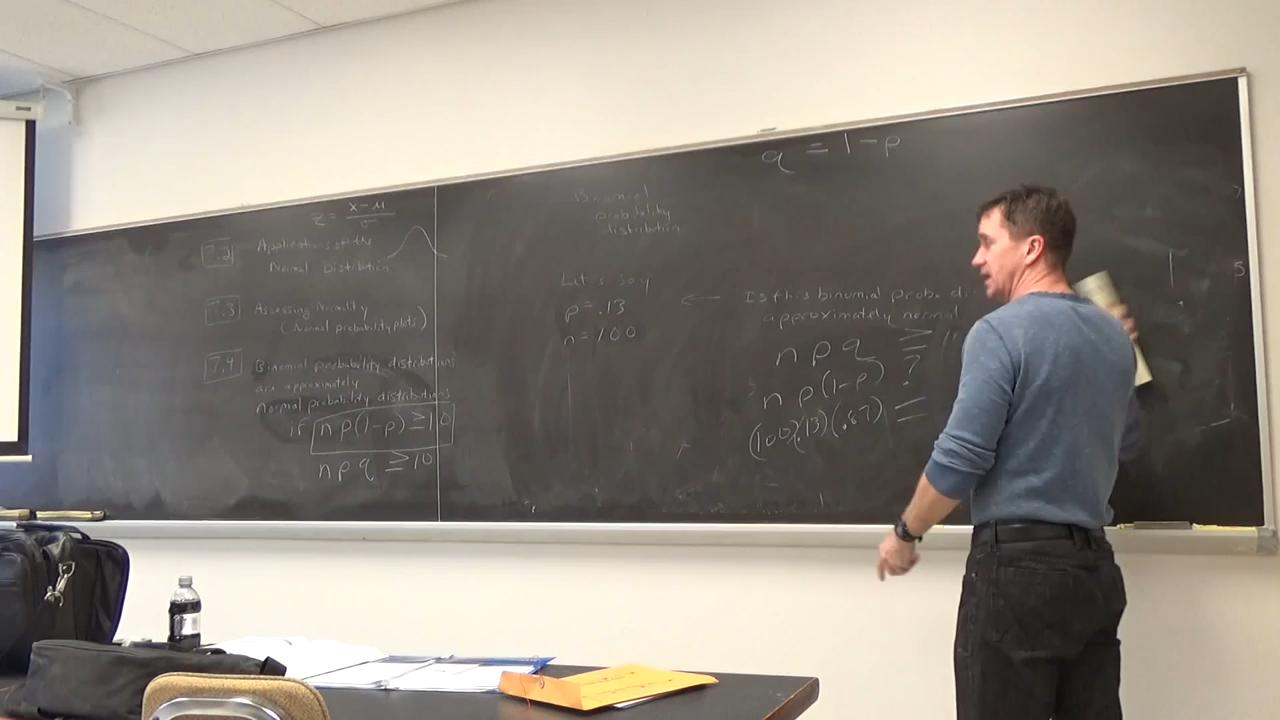 z = x-μ/σ
7.2 Applications of the
Normal Distribution
7.3 Assessing Normality
(Normal probability plots)
7.4 Binomial probability distributions
are approximately
normal probability distributions
if np(1-p) ≥ 10
npq ≥ 10
Binomial
probability
distribution
Let's say
p = .13
n = 100
q = 1-p
← Is this binomial prob.
approximately normal
npq ≥
np(1-p) ?
(100)(.13)(.87) =
5